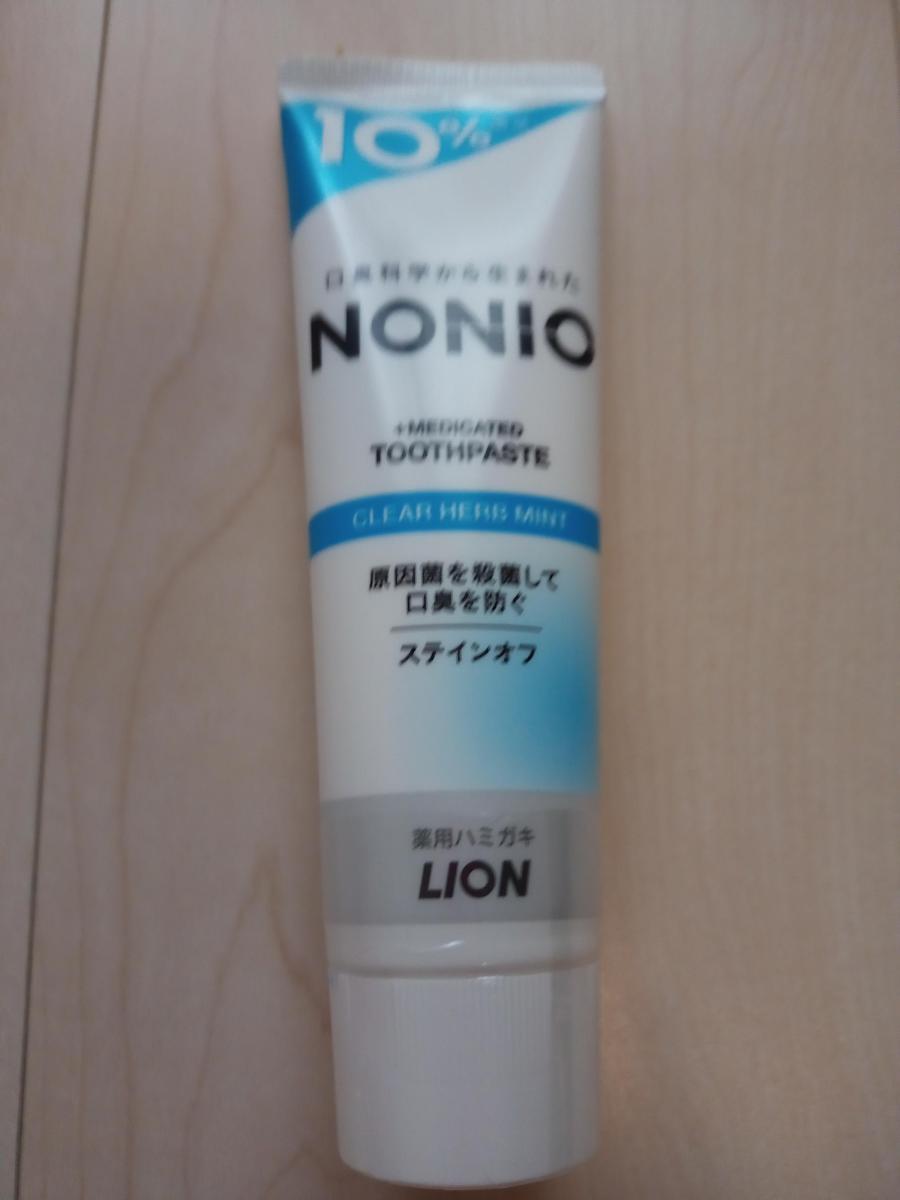 10%
口臭科学から生まれた
NONIO
+MEDICATED
TOOTHPASTE
CLEAR HERB MINT
原因菌を殺菌して
口臭を防ぐ
ステインオフ
薬用ハミガキ
LION